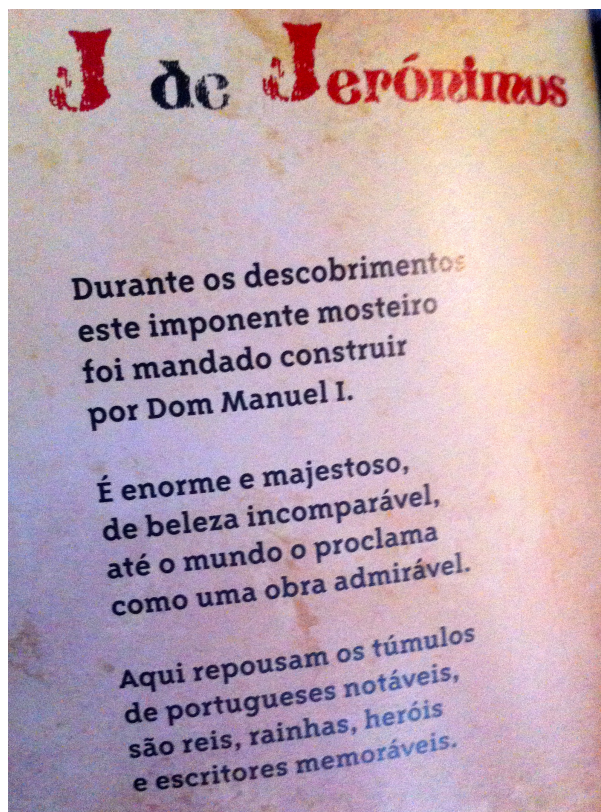 J de Jerónimos
Durante os descobrimentos
este imponente mosteiro
foi mandado construir
por Dom Manuel I.
É enorme e majestoso,
de beleza incomparável,
até o mundo o proclama
como uma obra admirável.
Aqui repousam os túmulos
de portugueses notáveis,
são reis, rainhas, heróis
e escritores memoráveis.